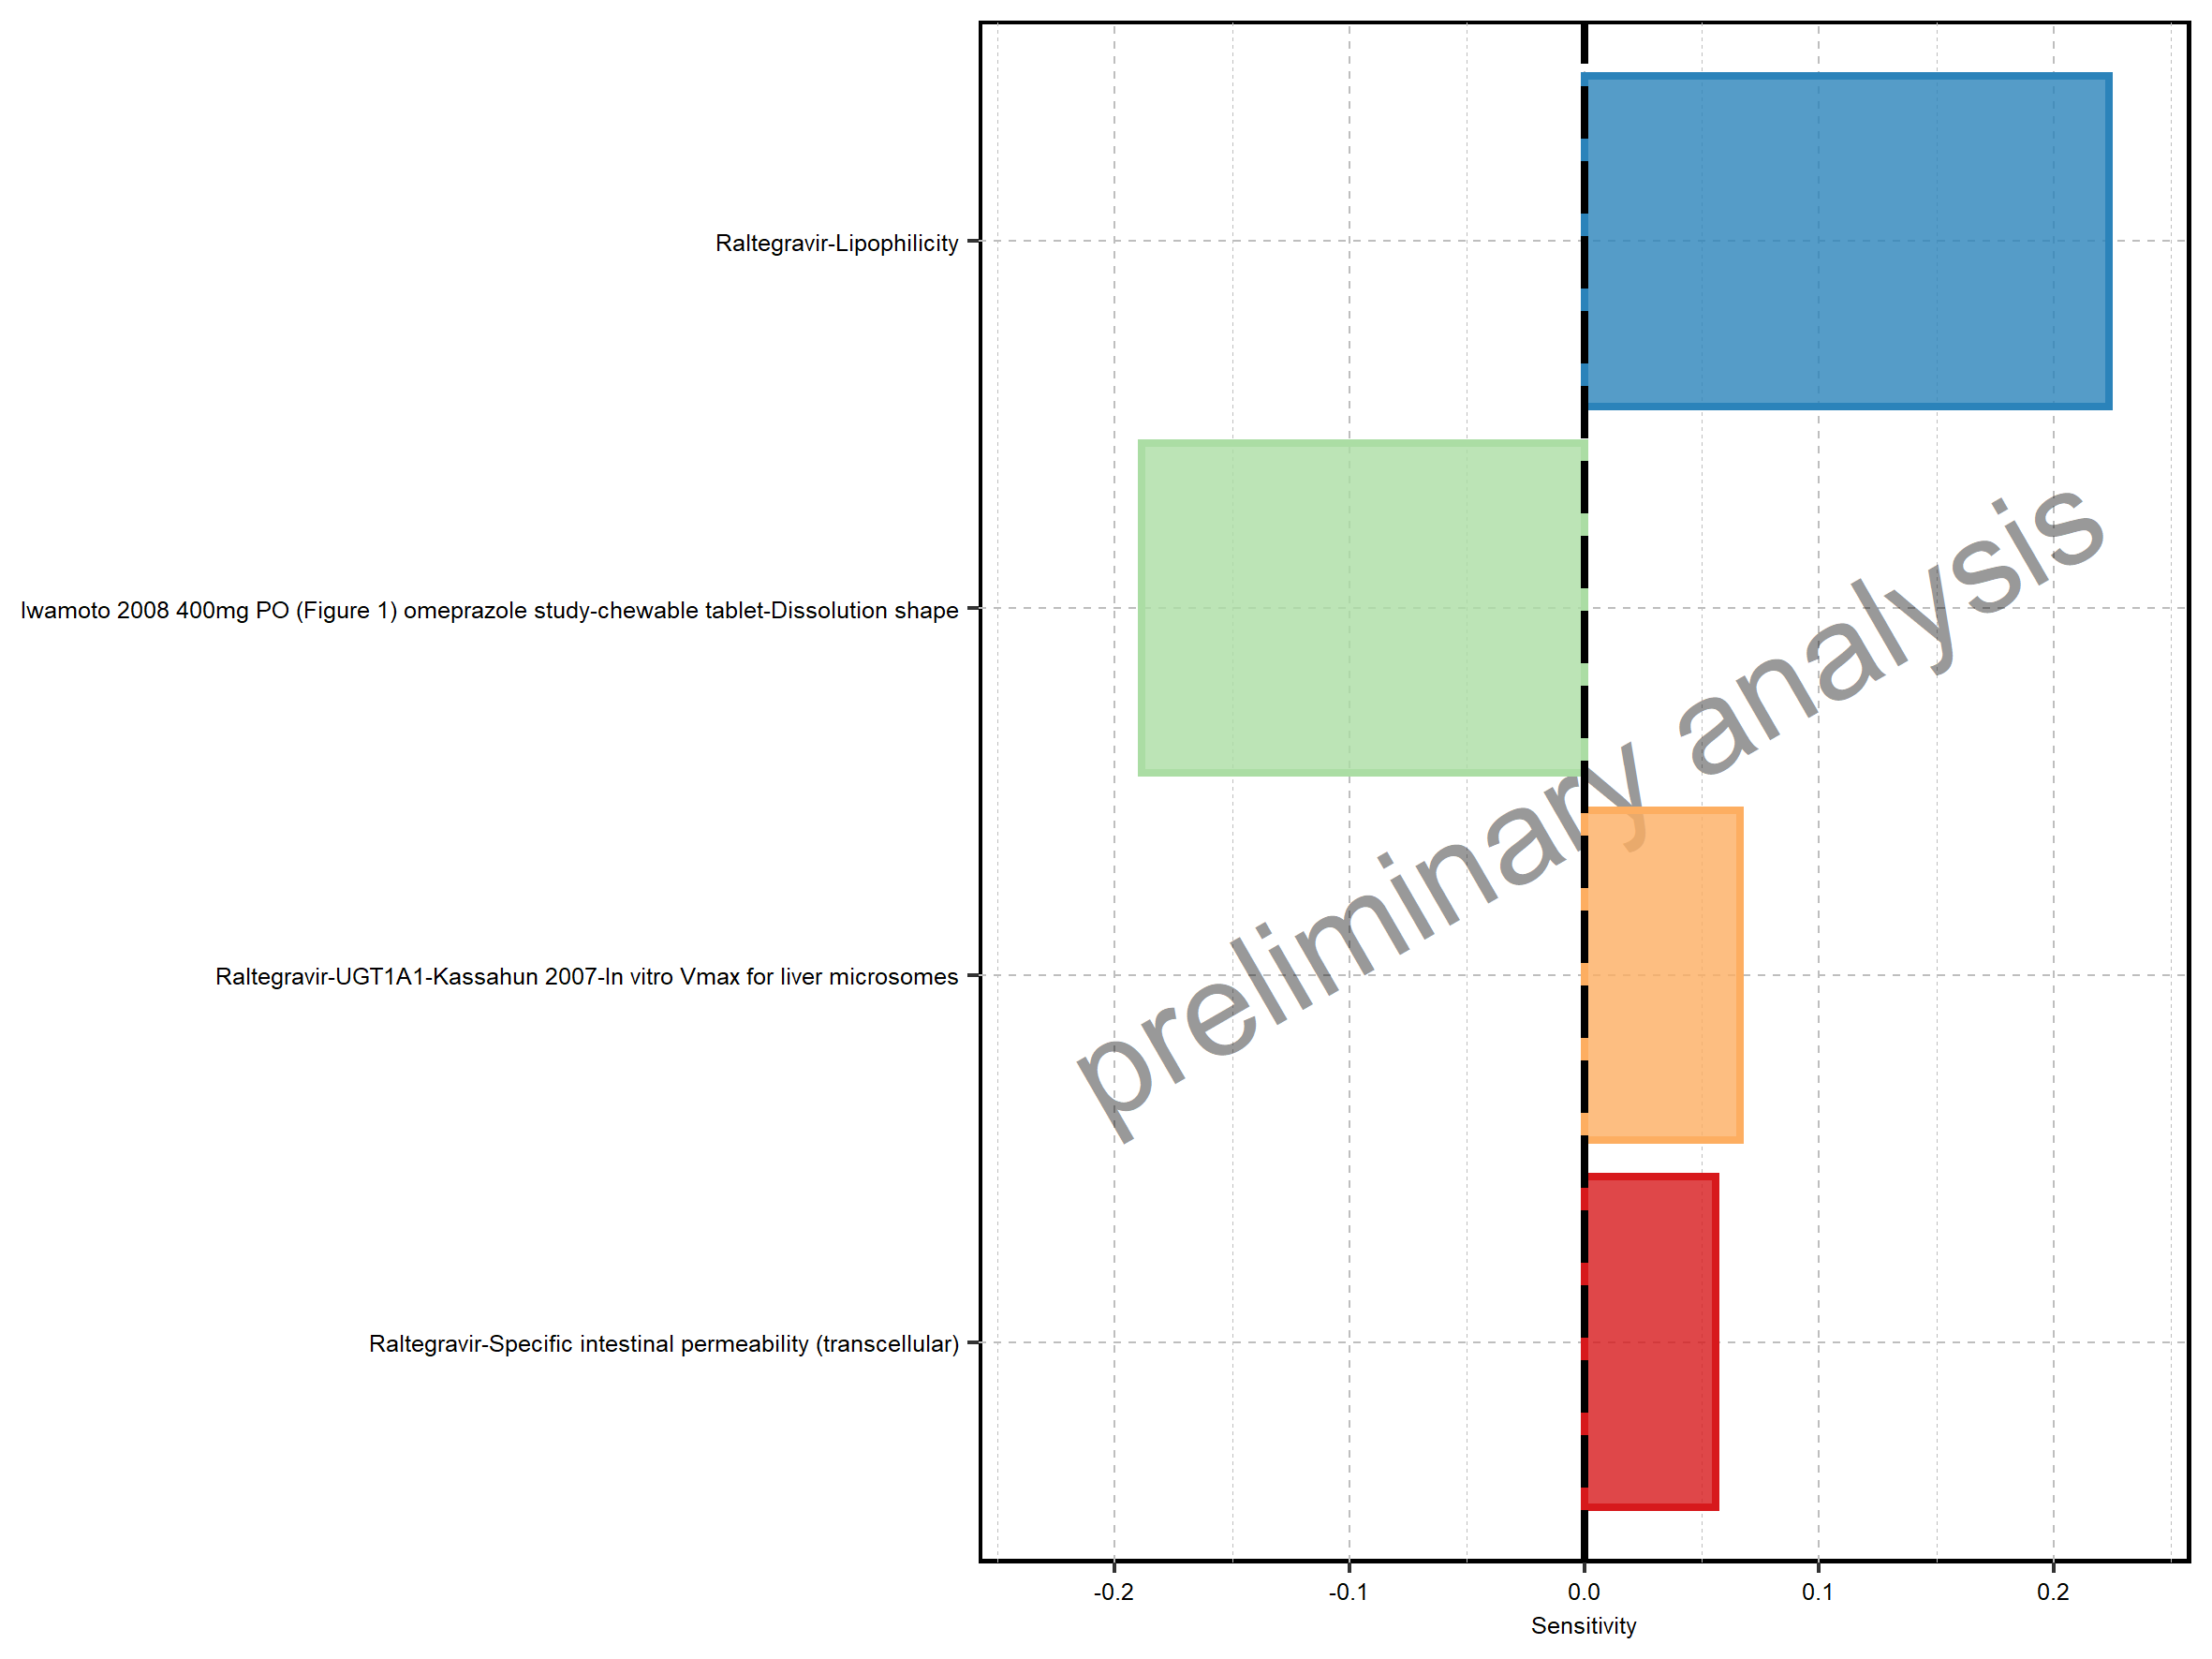 Raltegravir-Lipophilicity
Iwamoto 2008 400mg PO (Figure 1) omeprazole study-chewable tablet-Dissolution shape
Raltegravir-UGT1A1-Kassahun 2007-In vitro Vmax for liver microsomes
Raltegravir-Specific intestinal permeability (transcellular)
preliminary analysis
-0.2 -0.1 0.0 0.1 0.2
Sensitivity